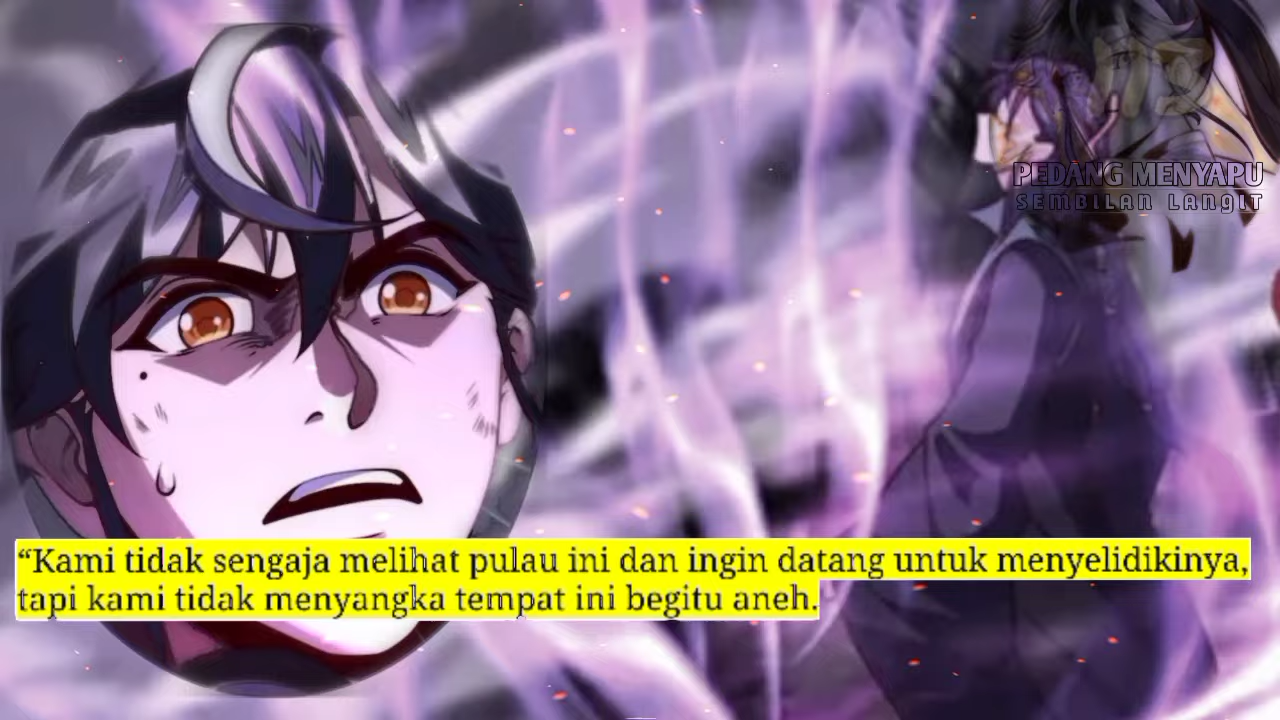 PEDANG MENYAPU
SEMBILAN LANGIT
“Kami tidak sengaja melihat pulau ini dan ingin datang untuk menyelidikinya,
tapi kami tidak menyangka tempat ini begitu aneh.